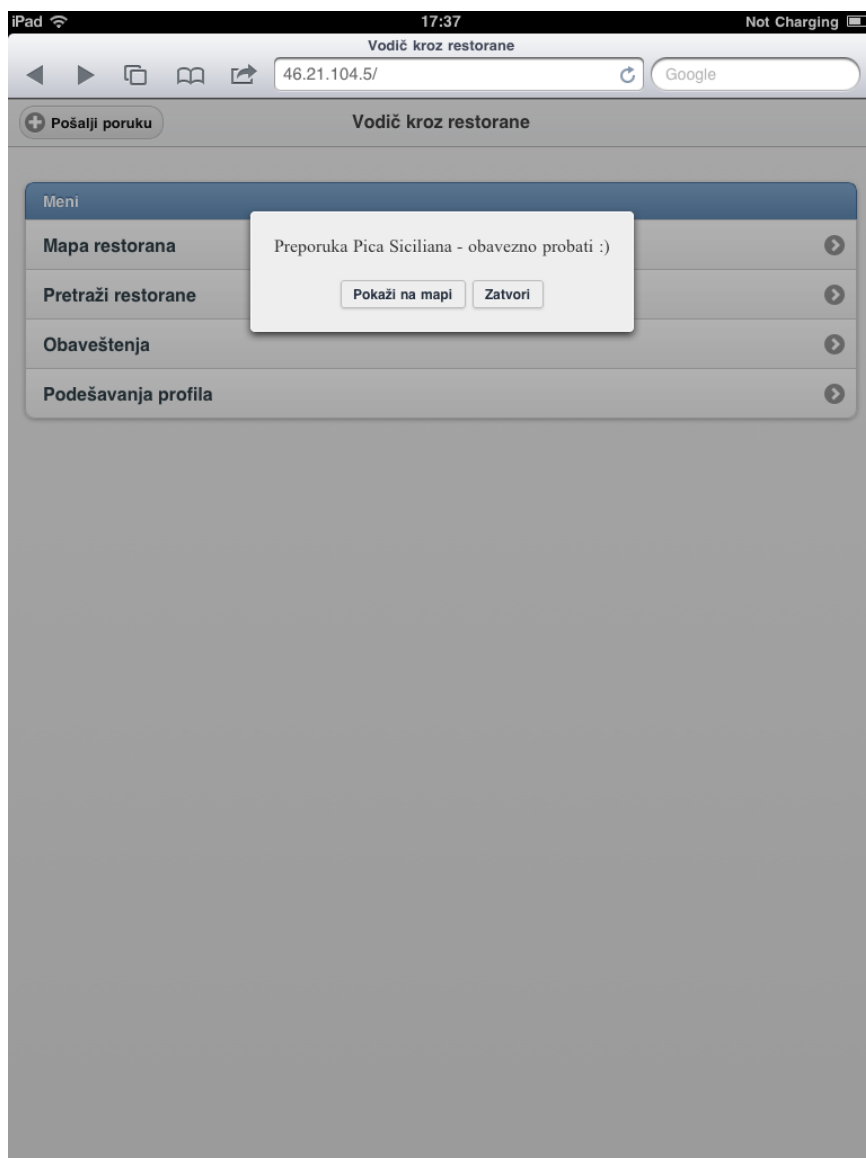 iPad 17:37 Not Charging
Vodič kroz restorane
46.21.104.5/ Google
Pošalji poruku Vodič kroz restorane
Meni
Mapa restorana
Preporuka Pica Siciliana - obavezno probati :)
Pretraži restorane
Pokaži na mapi Zatvori
Obaveštenja
Podešavanja profila